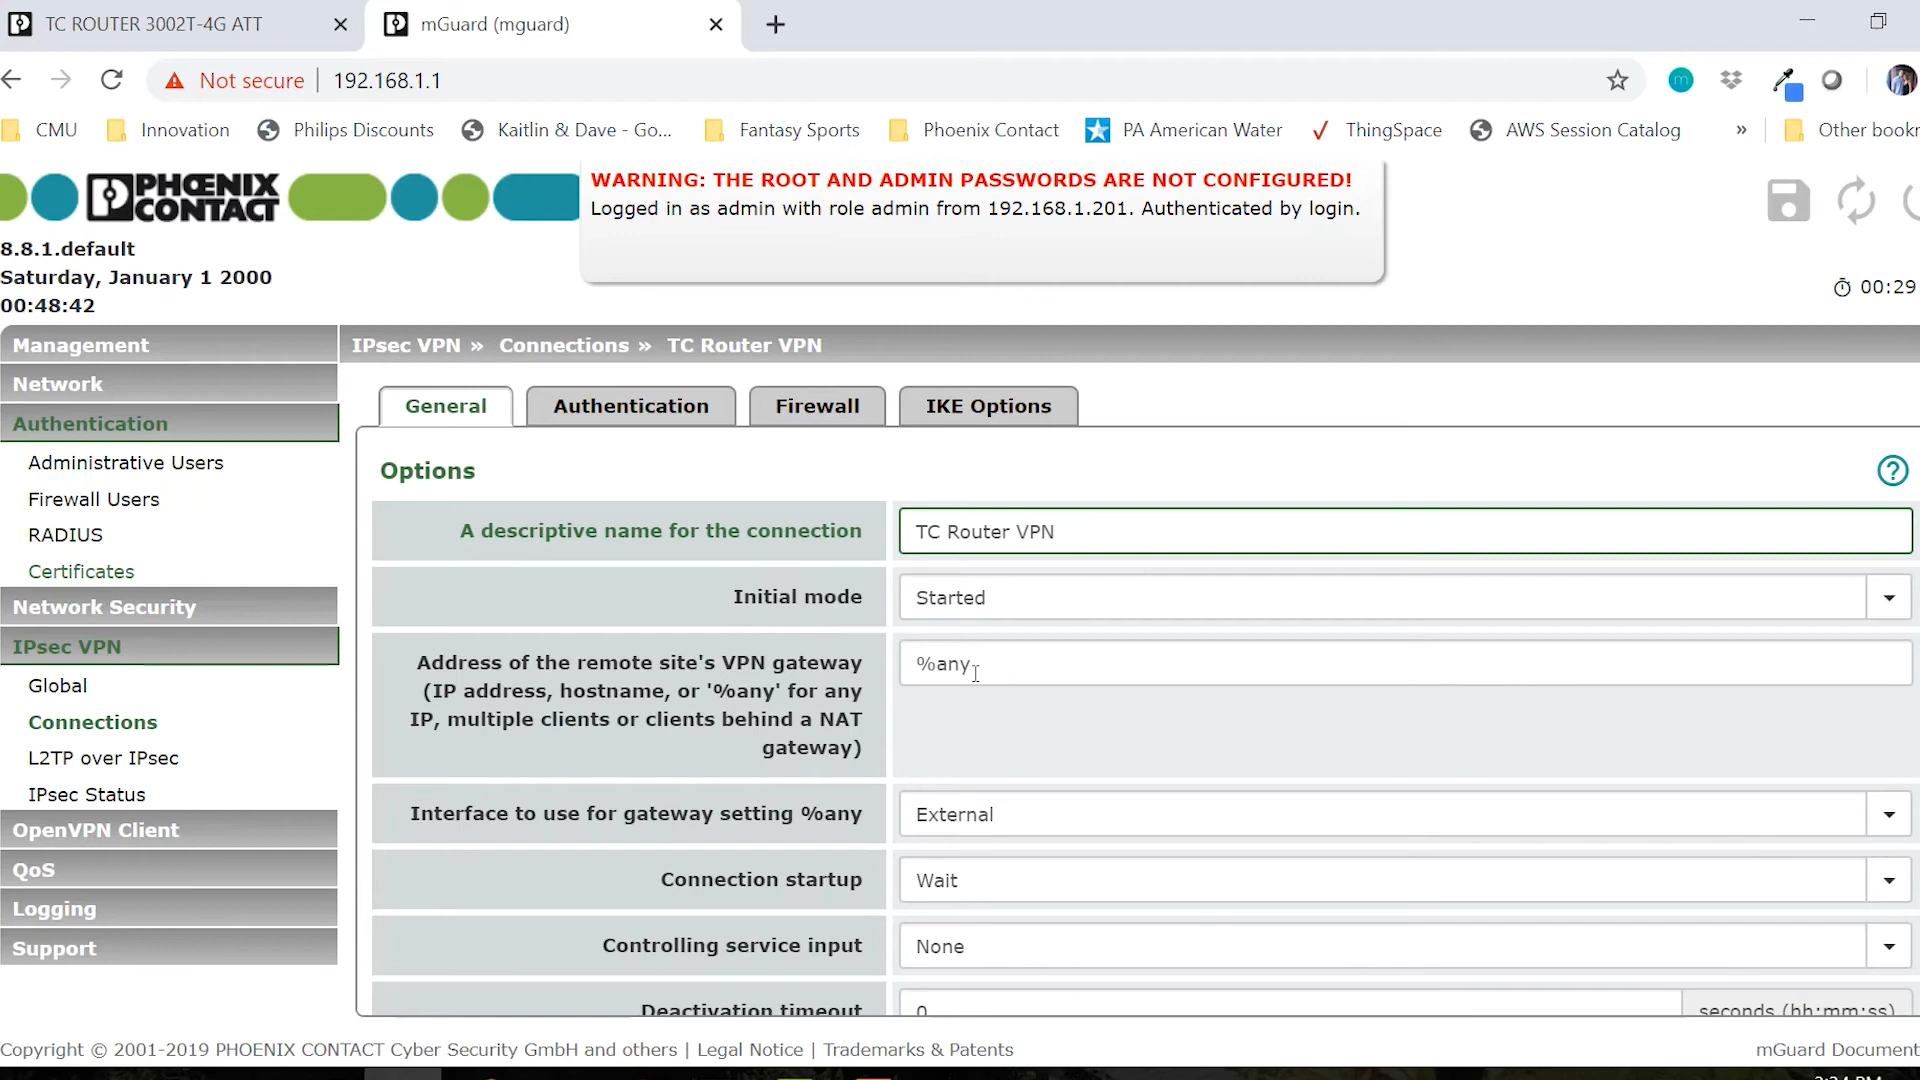 TC ROUTER 3002T-4G ATT
mGuard (mguard)
Not secure
192.168.1.1
m
CMU
Innovation
Philips Discounts
Kaitlin & Dave - Go...
Fantasy Sports
Phoenix Contact
PA American Water
ThingSpace
AWS Session Catalog
»
Other bookr
PHŒNIX
CONTACT
WARNING: THE ROOT AND ADMIN PASSWORDS ARE NOT CONFIGURED!
Logged in as admin with role admin from 192.168.1.201. Authenticated by login.
8.8.1.default
Saturday, January 1 2000
00:48:42
00:29
Management
Network
Authentication
Administrative Users
Firewall Users
RADIUS
Certificates
Network Security
IPsec VPN
Global
Connections
L2TP over IPsec
IPsec Status
OpenVPN Client
QoS
Logging
Support
IPsec VPN » Connections » TC Router VPN
General
Authentication
Firewall
IKE Options
Options
?
A descriptive name for the connection
TC Router VPN
Initial mode
Started
Address of the remote site's VPN gateway
(IP address, hostname, or '%any' for any
IP, multiple clients or clients behind a NAT
gateway)
%any
Interface to use for gateway setting %any
External
Connection startup
Wait
Controlling service input
None
Deactivation timeout
0
seconds (hh:mm:ss)
Copyright © 2001-2019 PHOENIX CONTACT Cyber Security GmbH and others | Legal Notice | Trademarks & Patents
mGuard Document